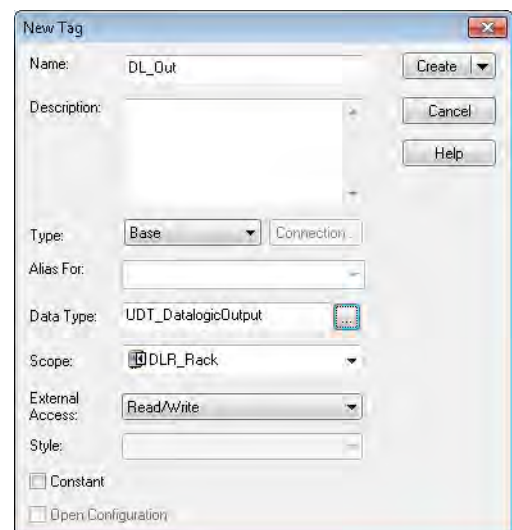 New Tag
Name: DL_Out Create
Description: Cancel
Help
Type: Base Connection...
Alias For:
Data Type: UDT_DatalogicOutput ...
Scope: DLR_Rack
External
Access: Read/Write
Style:
Constant
Open Configuration